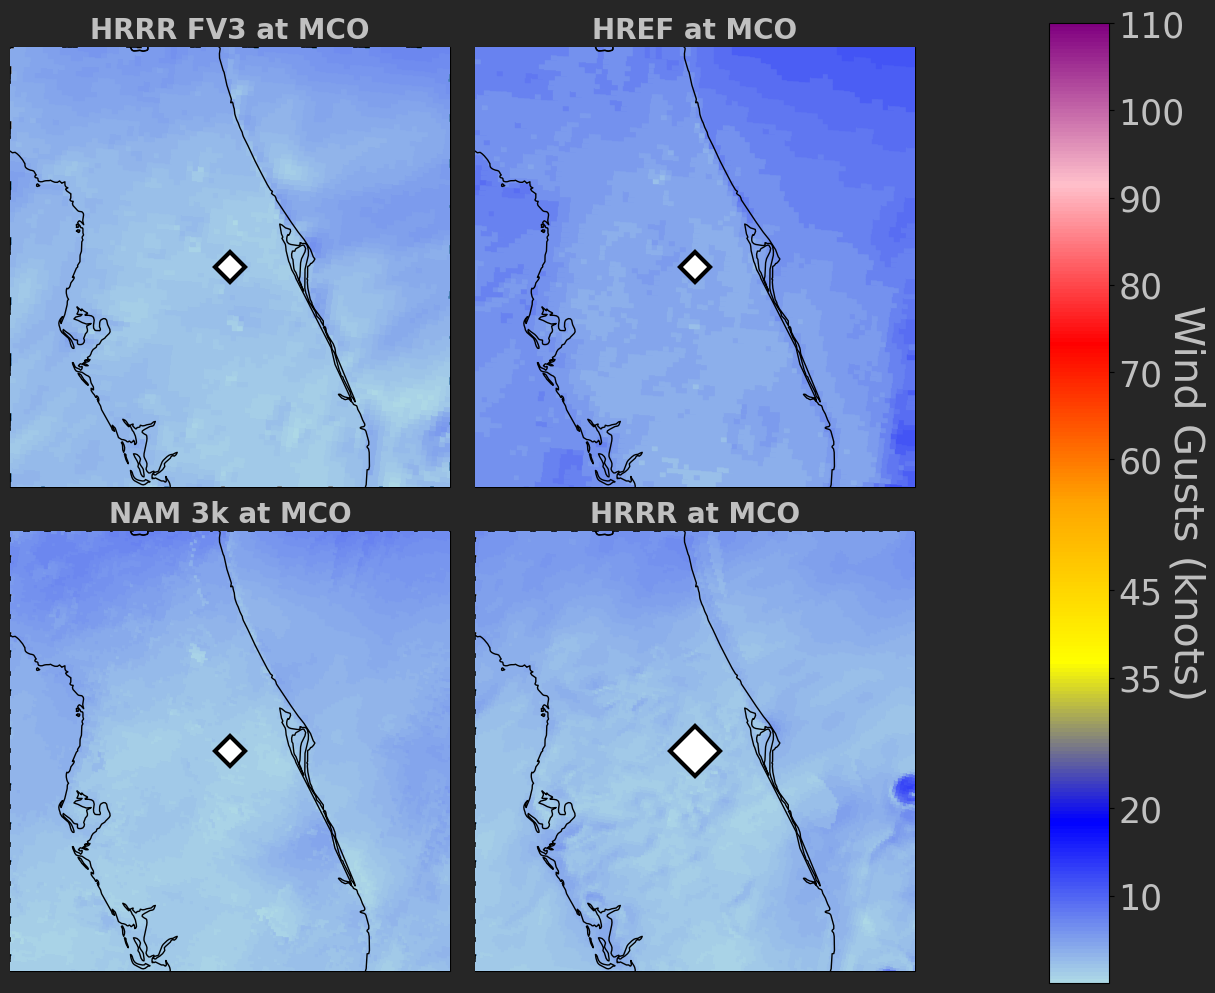 HRRR FV3 at MCO
HREF at MCO
NAM 3k at MCO
HRRR at MCO
110
100
90
80
70
60
45
35
20
10
Wind Gusts (knots)